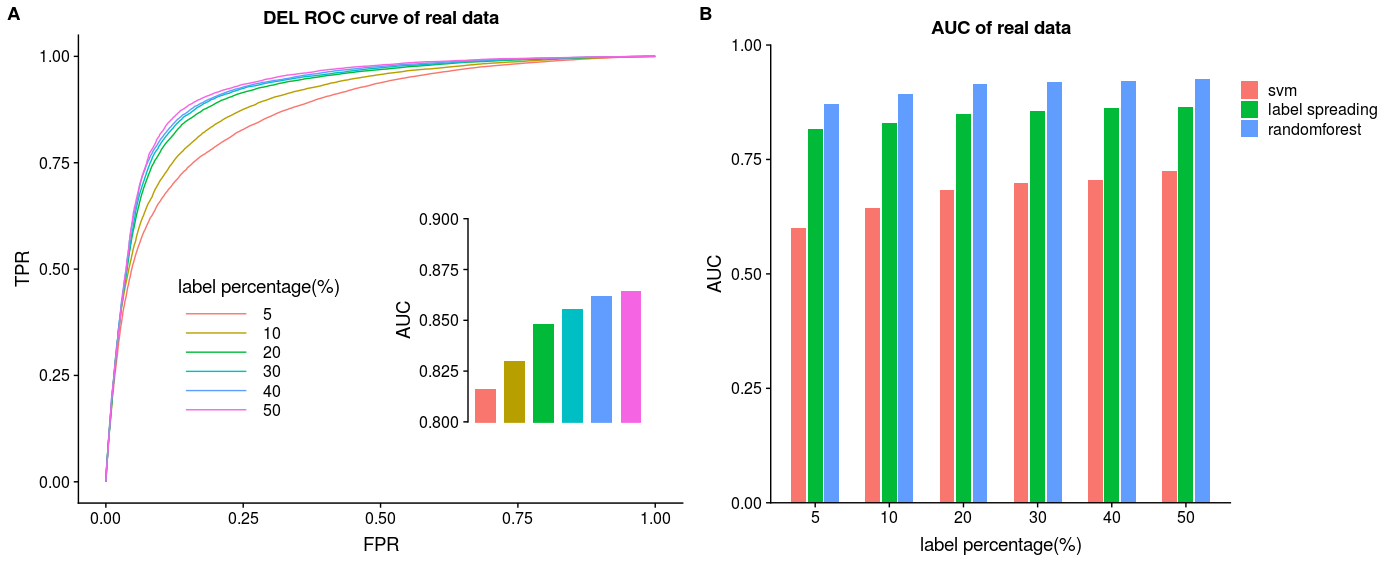 A
DEL ROC curve of real data
1.00
0.75
0.50
0.25
0.00
TPR
0.00
0.25
0.50
0.75
1.00
FPR
label percentage(%)
5
10
20
30
40
50
0.900
0.875
0.850
0.825
0.800
AUC
B
AUC of real data
1.00
0.75
0.50
0.25
0.00
AUC
5
10
20
30
40
50
label percentage(%)
svm
label spreading
randomforest